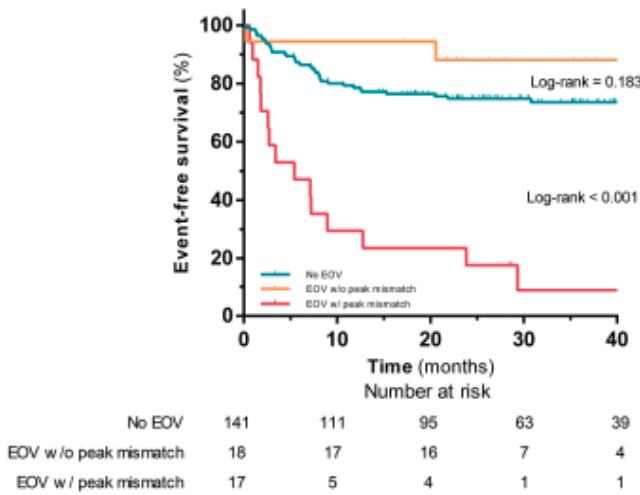 Event-free survival (%)
100
80
60
40
20
0
Log-rank = 0.183
Log-rank < 0.001
No EOV
EOV w/o peak mismatch
EOV w/ peak mismatch
0 10 20 30 40
Time (months)
Number at risk
No EOV 141 111 95 63 39
EOV w/o peak mismatch 18 17 16 7 4
EOV w/ peak mismatch 17 5 4 1 1